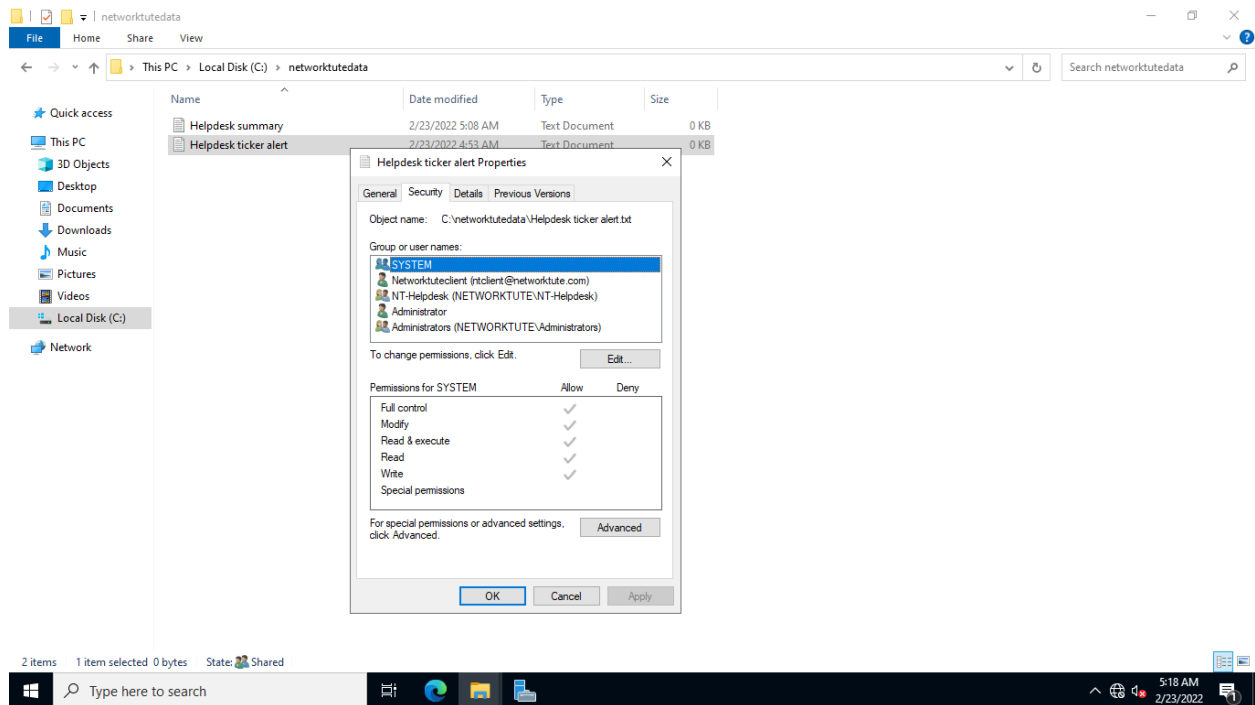 networktutedata
File Home Share View
This PC Local Disk (C:) networktutedata Search networktutedata
Name Date modified Type Size
Quick access
This PC
3D Objects
Desktop
Documents
Downloads
Music
Pictures
Videos
Local Disk (C:)
Network
Helpdesk summary 2/23/2022 5:08 AM Text Document 0 KB
Helpdesk ticker alert 2/23/2022 4:53 AM Text Document 0 KB
Helpdesk ticker alert Properties
General Security Details Previous Versions
Object name: C:\networktutedata\Helpdesk ticker alert.txt
Group or user names:
SYSTEM
Networktuteclient (ntclient@networktute.com)
NT-Helpdesk (NETWORKTUTE\NT-Helpdesk)
Administrator
Administrators (NETWORKTUTE\Administrators)
To change permissions, click Edit. Edit...
Permissions for SYSTEM Allow Deny
Full control
Modify
Read & execute
Read
Write
Special permissions
For special permissions or advanced settings,
click Advanced. Advanced
OK Cancel Apply
2 items 1 item selected 0 bytes State: Shared
Type here to search
5:18 AM
2/23/2022
1